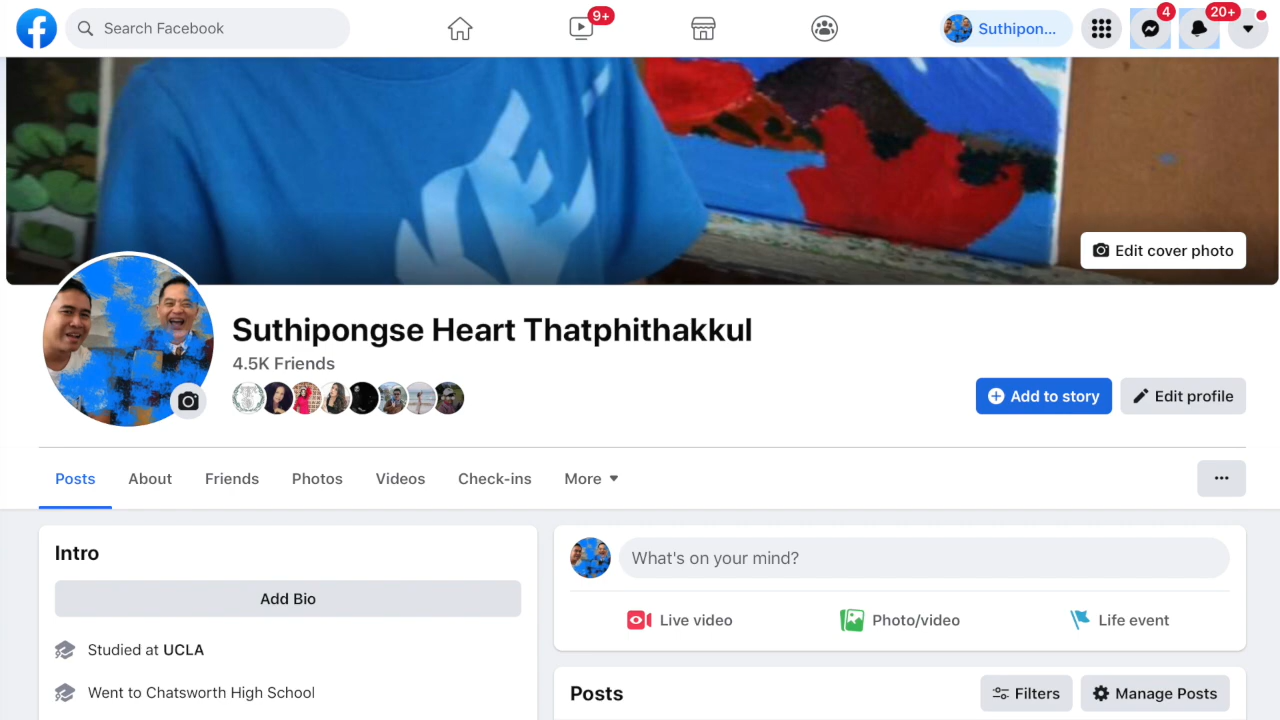 Search Facebook
9+
Suthipon...
4
20+
Edit cover photo
Suthipongse Heart Thatphithakkul
4.5K Friends
Add to story
Edit profile
Posts
About
Friends
Photos
Videos
Check-ins
More
Intro
Add Bio
Studied at UCLA
Went to Chatsworth High School
What's on your mind?
Live video
Photo/video
Life event
Posts
Filters
Manage Posts